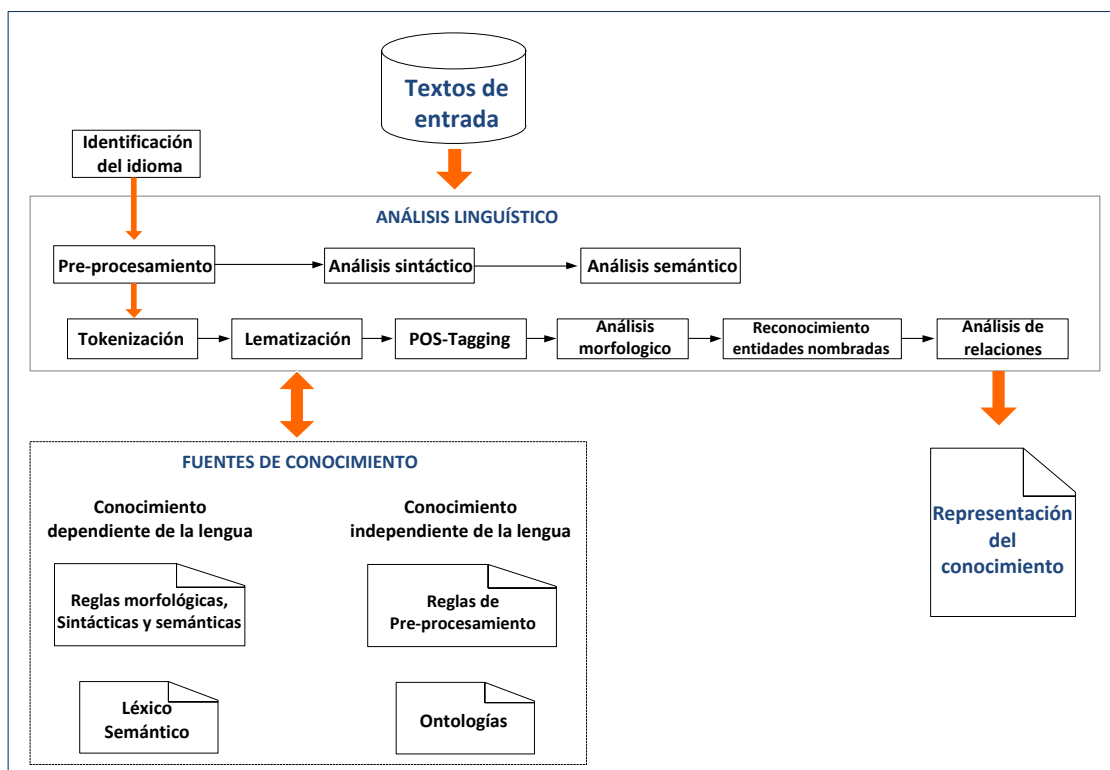 Textos de
entrada
Identificación
del idioma
ANÁLISIS LINGUÍSTICO
Pre-procesamiento
Análisis sintáctico
Análisis semántico
Tokenización
Lematización
POS-Tagging
Análisis
morfologico
Reconocimiento
entidades nombradas
Análisis de
relaciones
FUENTES DE CONOCIMIENTO
Conocimiento
dependiente de la lengua
Conocimiento
independiente de la lengua
Reglas morfológicas,
Sintácticas y semánticas
Reglas de
Pre-procesamiento
Léxico
Semántico
Ontologías
Representación
del
conocimiento